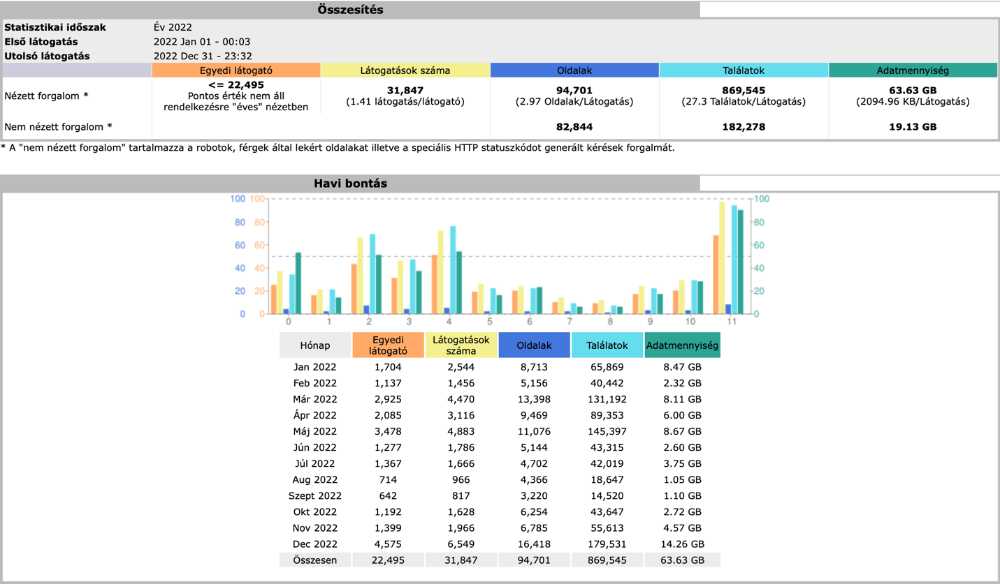 Összesítés
Statisztikai időszak Év 2022
Első látogatás 2022 Jan 01 - 00:03
Utolsó látogatás 2022 Dec 31 - 23:32
Egyedi látogató Látogatások száma Oldalak Találatok Adatmennyiség
Nézett forgalom * <= 22,495
Pontos érték nem áll
rendelkezésre "éves" nézetben 31,847
(1.41 látogatás/látogató) 94,701
(2.97 Oldalak/Látogatás) 869,545
(27.3 Találatok/Látogatás) 63.63 GB
(2094.96 KB/Látogatás)
Nem nézett forgalom * 82,844 182,278 19.13 GB
* A "nem nézett forgalom" tartalmazza a robotok, férgek által lekért oldalakat illetve a speciális HTTP statuszkódot generált kérések forgalmát.
Havi bontás
100 100 100
80 80 80
60 60 60
40 40 40
20 20 20
0 0 0
0 1 2 3 4 5 6 7 8 9 10 11
Hónap Egyedi
látogató Látogatások
száma Oldalak Találatok Adatmennyiség
Jan 2022 1,704 2,544 8,713 65,869 8.47 GB
Feb 2022 1,137 1,456 5,156 40,442 2.32 GB
Már 2022 2,925 4,470 13,398 131,192 8.11 GB
Ápr 2022 2,085 3,116 9,469 89,353 6.00 GB
Máj 2022 3,478 4,883 11,076 145,397 8.67 GB
Jún 2022 1,277 1,786 5,144 43,315 2.60 GB
Júl 2022 1,367 1,666 4,702 42,019 3.75 GB
Aug 2022 714 966 4,366 18,647 1.05 GB
Szept 2022 642 817 3,220 14,520 1.10 GB
Okt 2022 1,192 1,628 6,254 43,647 2.72 GB
Nov 2022 1,399 1,966 6,785 55,613 4.57 GB
Dec 2022 4,575 6,549 16,418 179,531 14.26 GB
Összesen 22,495 31,847 94,701 869,545 63.63 GB